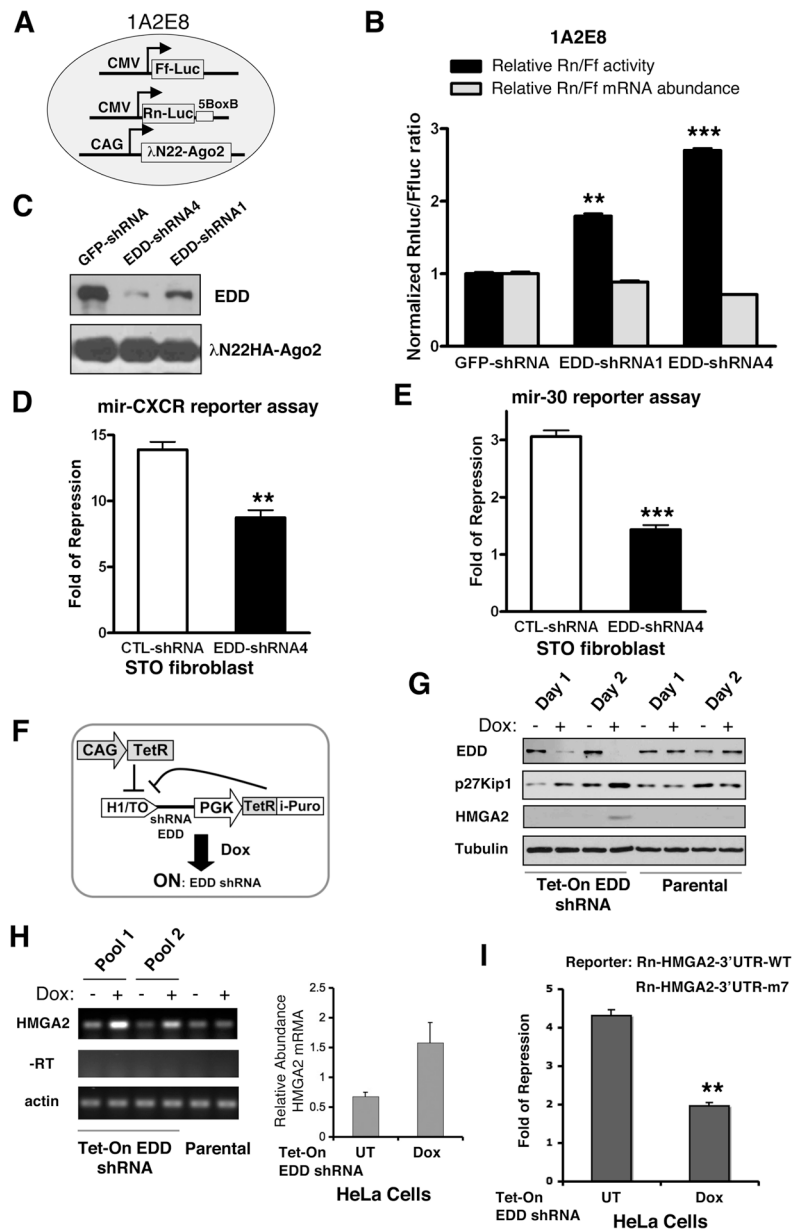 A
1A2E8
CMV
Ff-Luc
CMV
Rn-Luc
5BoxB
CAG
λN22-Ago2
B
1A2E8
Relative Rn/Ff activity
Relative Rn/Ff mRNA abundance
Normalized Rnluc/Ffluc ratio
3
2
1
0
**
***
GFP-shRNA
EDD-shRNA1
EDD-shRNA4
C
GFP-shRNA
EDD-shRNA4
EDD-shRNA1
EDD
λN22HA-Ago2
D
mir-CXCR reporter assay
Fold of Repression
15
10
5
0
**
CTL-shRNA
EDD-shRNA4
STO fibroblast
E
mir-30 reporter assay
Fold of Repression
3
2
1
0
***
CTL-shRNA
EDD-shRNA4
STO fibroblast
F
CAG
TetR
H1/TO
shRNA
EDD
PGK
TetR
i-Puro
Dox
ON: EDD shRNA
G
Day 1
Day 2
Day 1
Day 2
Dox: - + - + - + - +
EDD
p27Kip1
HMGA2
Tubulin
Tet-On EDD
shRNA
Parental
H
Pool 1
Pool 2
Dox: - + - + - +
HMGA2
-RT
actin
Tet-On EDD
shRNA
Parental
Relative Abundance
HMGA2 mRMA
2.5
2
1.5
1
0.5
0
Tet-On
EDD shRNA
UT
Dox
HeLa Cells
I
Reporter: Rn-HMGA2-3'UTR-WT
Rn-HMGA2-3'UTR-m7
Fold of Repression
5
4
3
2
1
0
**
Tet-On
EDD shRNA
UT
Dox
HeLa Cells